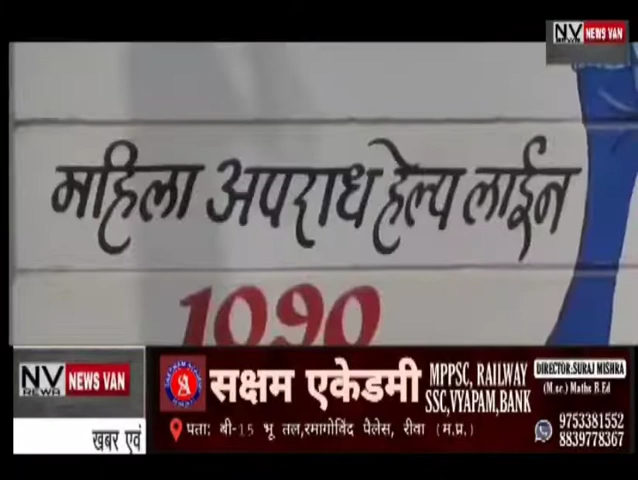 NV NEWS VAN
महिला अपराध हेल्प लाईन
1090
NV NEWS VAN
खबर एवं
सक्षम एकेडमी
MPPSC, RAILWAY
SSC,VYAPAM,BANK
DIRECTOR:SURAJ MISHRA
(M.sc.) Maths B.Ed
पता: बी-15 भू तल,रमागोविंद पैलेस, रीवा (म.प्र.)
9753381552
8839778367